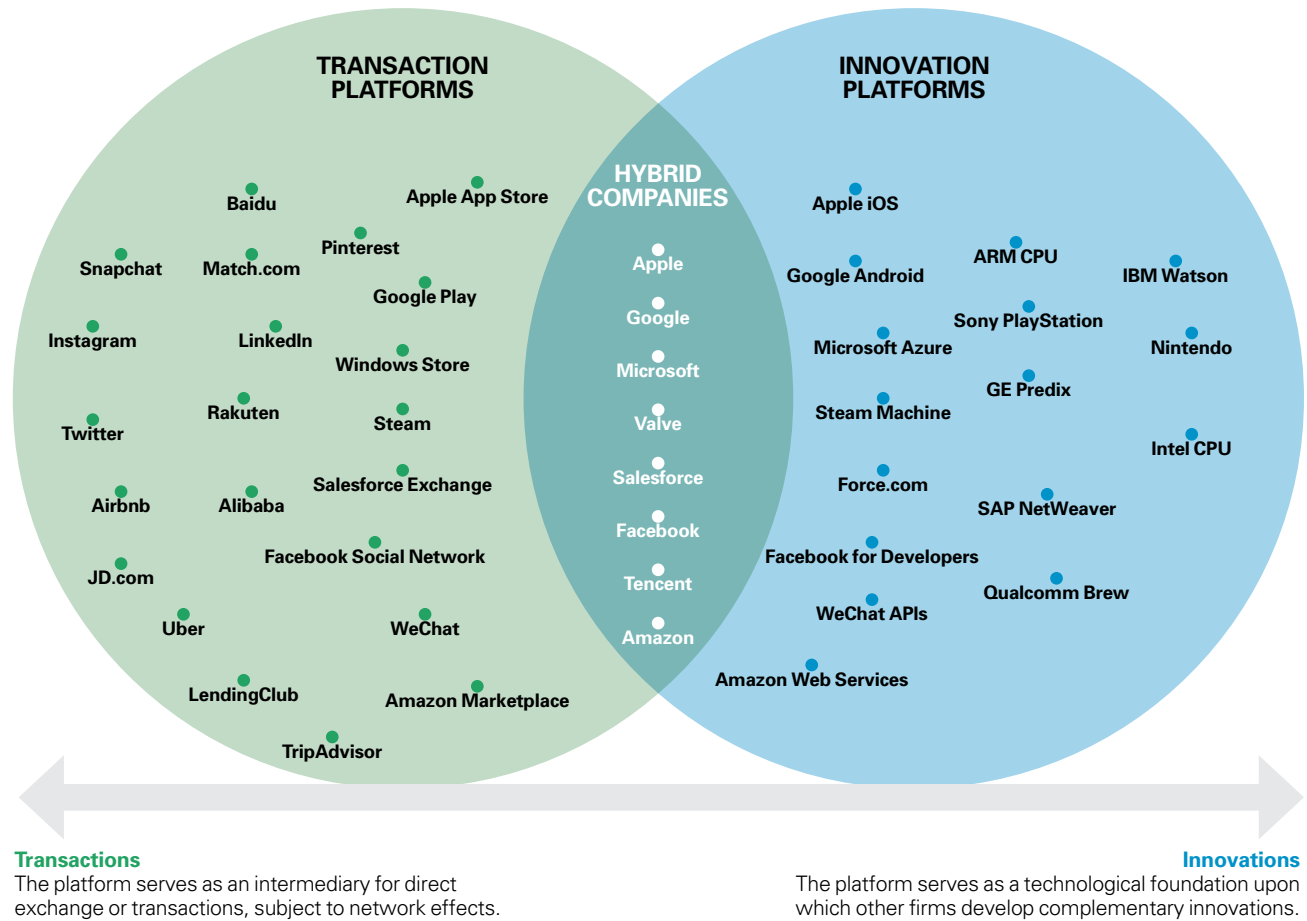 TRANSACTION
PLATFORMS
Baidu
Apple App Store
Pinterest
Snapchat
Match.com
Google Play
Instagram
LinkedIn
Windows Store
Rakuten
Steam
Twitter
Salesforce Exchange
Airbnb
Alibaba
Facebook Social Network
JD.com
Uber
WeChat
LendingClub
Amazon Marketplace
TripAdvisor
HYBRID
COMPANIES
Apple
Google
Microsoft
Valve
Salesforce
Facebook
Tencent
Amazon
INNOVATION
PLATFORMS
Apple iOS
ARM CPU
Google Android
IBM Watson
Sony PlayStation
Microsoft Azure
Nintendo
GE Predix
Steam Machine
Intel CPU
Force.com
SAP NetWeaver
Facebook for Developers
Qualcomm Brew
WeChat APIs
Amazon Web Services
Transactions
The platform serves as an intermediary for direct
exchange or transactions, subject to network effects.
Innovations
The platform serves as a technological foundation upon
which other firms develop complementary innovations.